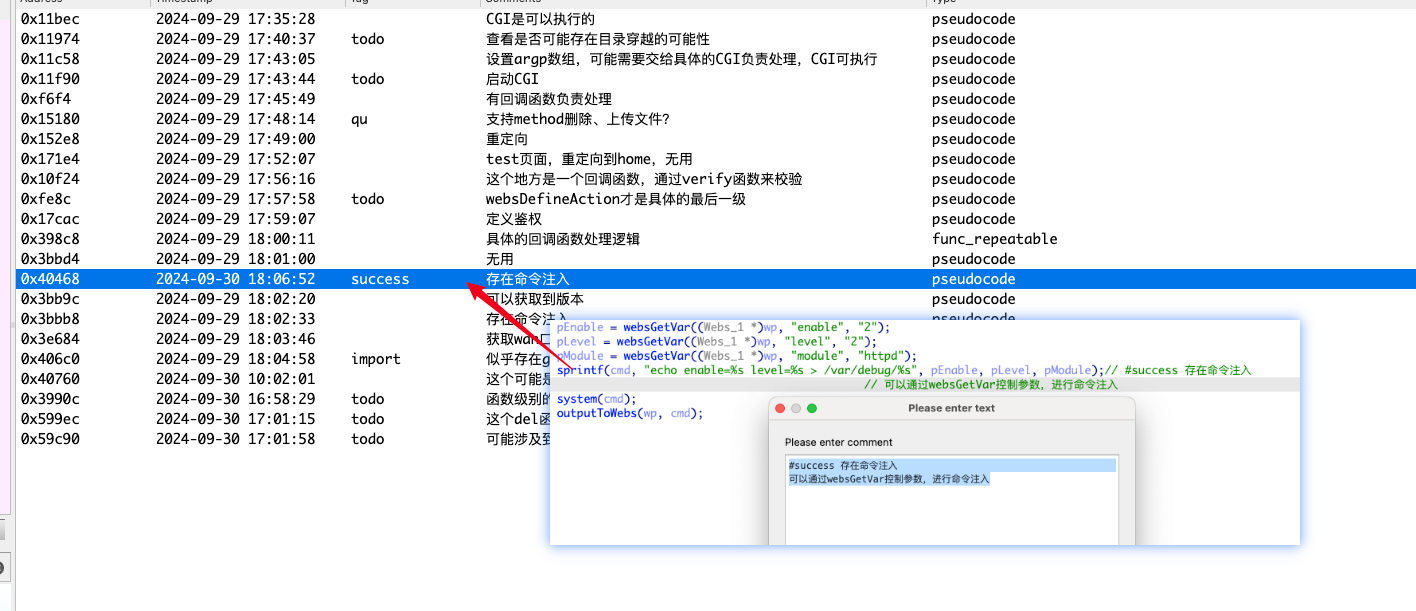 Address Timestamp Tag Comments Type
0x11bec 2024-09-29 17:35:28 CGI是可以执行的 pseudocode
0x11974 2024-09-29 17:40:37 todo 查看是否可能存在目录穿越的可能性 pseudocode
0x11c58 2024-09-29 17:43:05 设置argp数组，可能需要交给具体的CGI负责处理，CGI可执行 pseudocode
0x11f90 2024-09-29 17:43:44 todo 启动CGI pseudocode
0xf6f4 2024-09-29 17:45:49 有回调函数负责处理 pseudocode
0x15180 2024-09-29 17:48:14 qu 支持method删除、上传文件？ pseudocode
0x152e8 2024-09-29 17:49:00 重定向 pseudocode
0x171e4 2024-09-29 17:52:07 test页面，重定向到home，无用 pseudocode
0x10f24 2024-09-29 17:56:16 这个地方是一个回调函数，通过verify函数来校验 pseudocode
0xfe8c 2024-09-29 17:57:58 todo websDefineAction才是具体的最后一级 pseudocode
0x17cac 2024-09-29 17:59:07 定义鉴权 pseudocode
0x398c8 2024-09-29 18:00:11 具体的回调函数处理逻辑 func_repeatable
0x3bbd4 2024-09-29 18:01:00 无用 pseudocode
0x40468 2024-09-30 18:06:52 success 存在命令注入 pseudocode
0x3bb9c 2024-09-29 18:02:20 可以获取到版本 pseudocode
0x3bbb8 2024-09-29 18:02:33 存在命令注入 pseudocode
0x3e684 2024-09-29 18:03:46 获取wan口
0x406c0 2024-09-29 18:04:58 import 似乎存在g
0x40760 2024-09-30 10:02:01 这个可能是
0x3990c 2024-09-30 16:58:29 todo 函数级别的
0x599ec 2024-09-30 17:01:15 todo 这个del函
0x59c90 2024-09-30 17:01:58 todo 可能涉及到
pEnable = websGetVar((Webs_1 *)wp, "enable", "2");
pLevel = websGetVar((Webs_1 *)wp, "level", "2");
pModule = websGetVar((Webs_1 *)wp, "module", "httpd");
sprintf(cmd, "echo enable=%s level=%s > /var/debug/%s", pEnable, pLevel, pModule);// #success 存在命令注入
// 可以通过websGetVar控制参数，进行命令注入
system(cmd);
outputToWebs(wp, cmd);
Please enter text
Please enter comment
#success 存在命令注入
可以通过websGetVar控制参数，进行命令注入